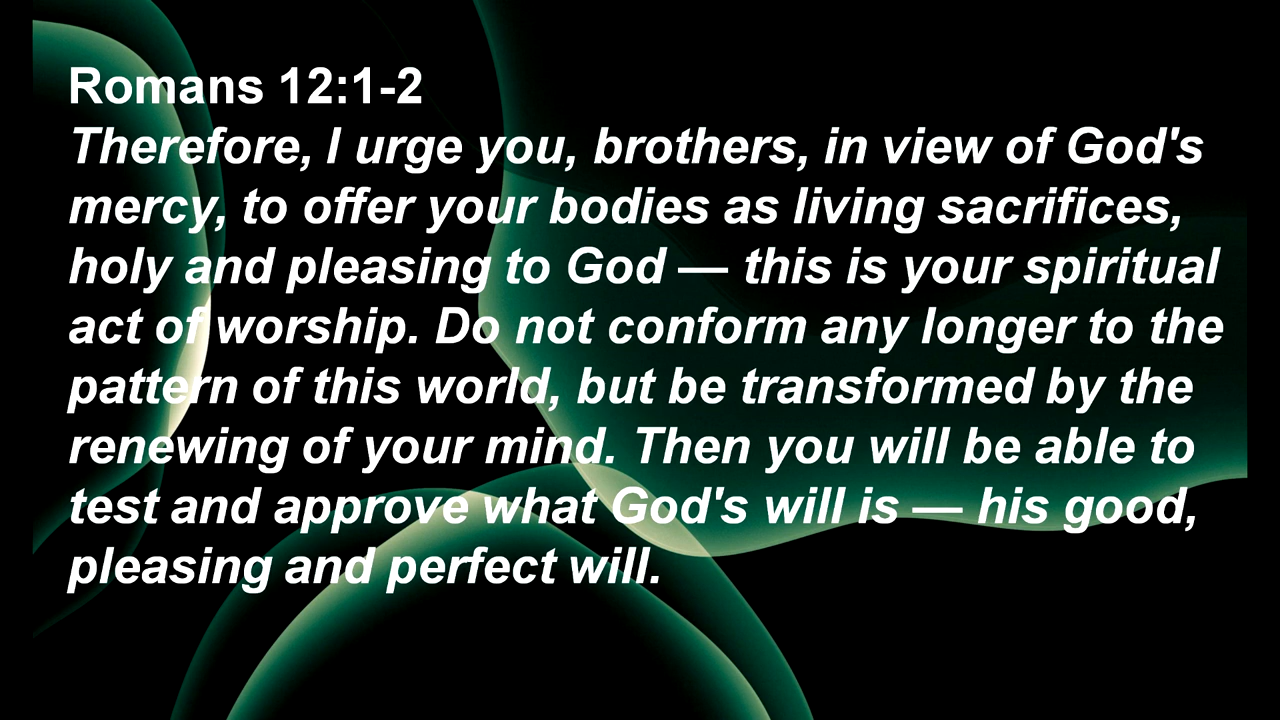 Romans 12:1-2
Therefore, I urge you, brothers, in view of God's
mercy, to offer your bodies as living sacrifices,
holy and pleasing to God — this is your spiritual
act of worship. Do not conform any longer to the
pattern of this world, but be transformed by the
renewing of your mind. Then you will be able to
test and approve what God's will is — his good,
pleasing and perfect will.